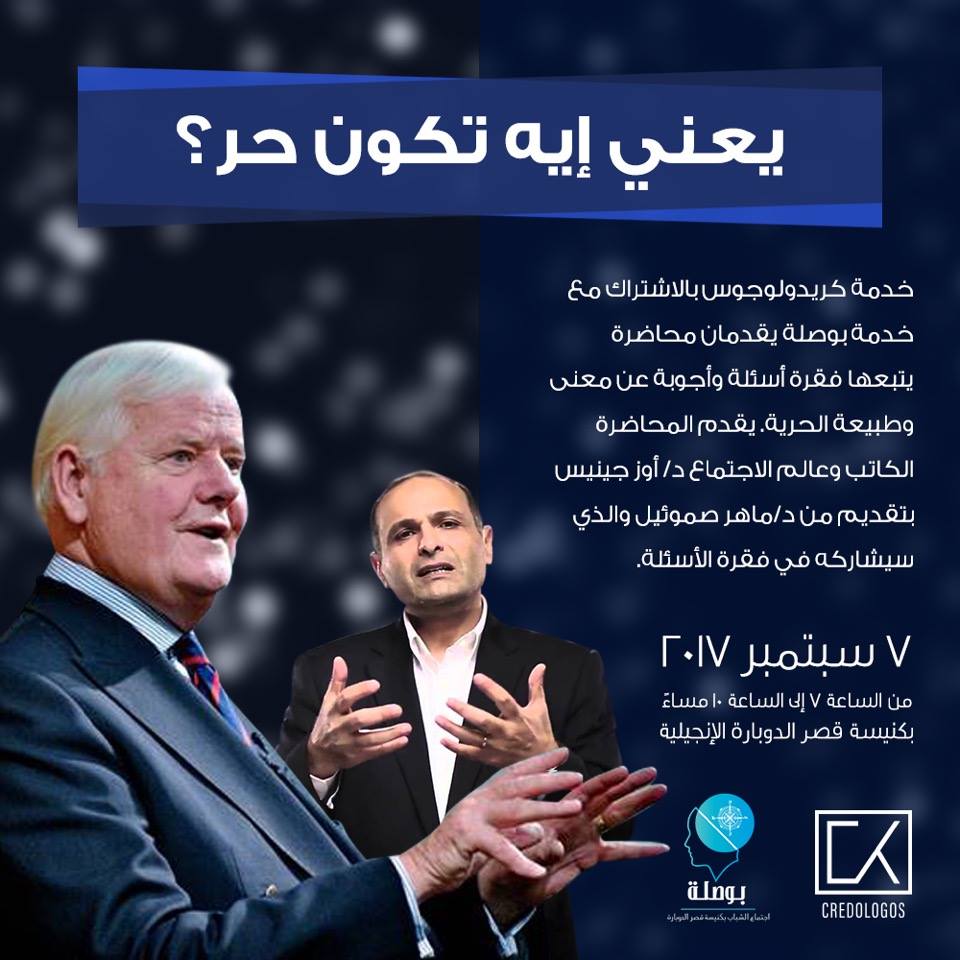 يعني إيه تكون حر؟
خدمة كريدولوجوس بالاشتراك مع
خدمة بوصلة يقدمان محاضرة
يتبعها فقرة أسئلة وأجوبة عن معنى
وطبيعة الحرية. يقدم المحاضرة
الكاتب وعالم الاجتماع د/ أوز جينيس
بتقديم من د/ماهر صموئيل والذي
سيشاركه في فقرة الأسئلة.
٧ سبتمبر ٢٠١٧
من الساعة ٧ إلى الساعة ١٠ مساءً
بكنيسة قصر الدوبارة الإنجيلية
بوصلة
اجتماع الشباب بكنيسة قصر الدوبارة
CREDOLOGOS